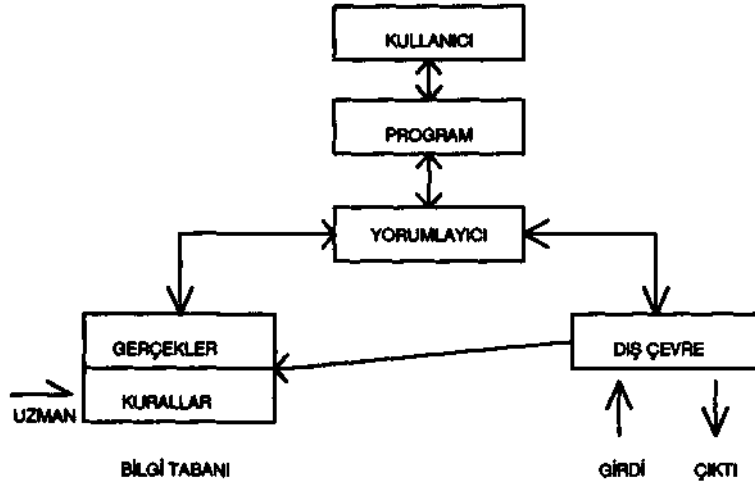 KULLANICI
PROGRAM
YORUMLAYICI
GERÇEKLER
DIŞ ÇEVRE
KURALLAR
UZMAN
BİLGİ TABANI
GİRDİ
ÇIKTI